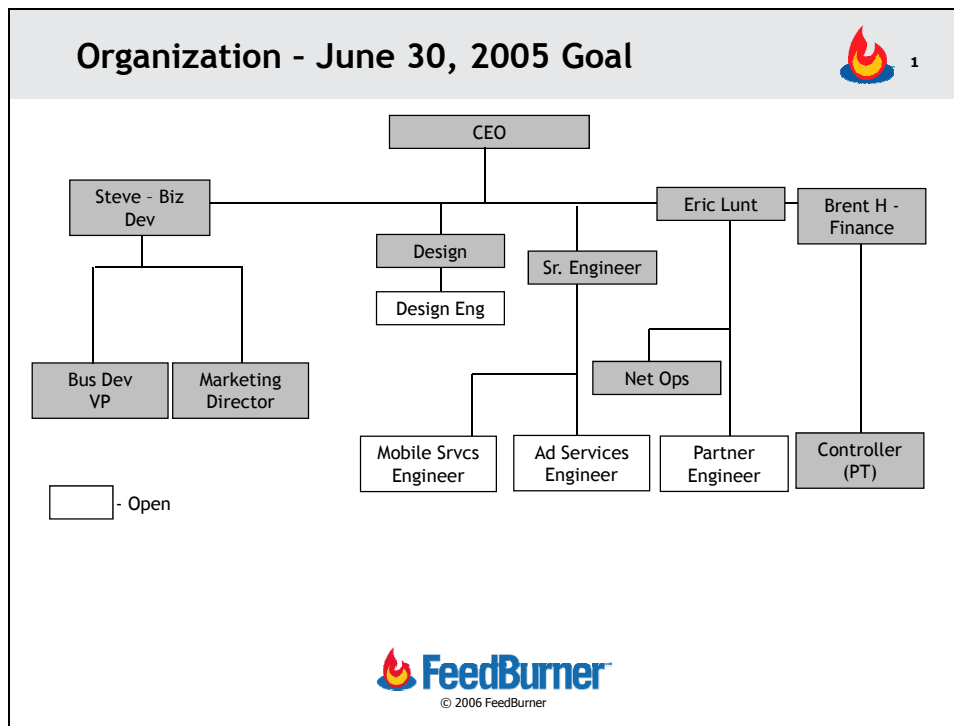 Organization – June 30, 2005 Goal
1
CEO
Steve – Biz
Dev
Eric Lunt
Brent H -
Finance
Design
Sr. Engineer
Design Eng
Bus Dev
VP
Marketing
Director
Net Ops
Mobile Srvcs
Engineer
Ad Services
Engineer
Partner
Engineer
Controller
(PT)
- Open
FeedBurner
© 2006 FeedBurner